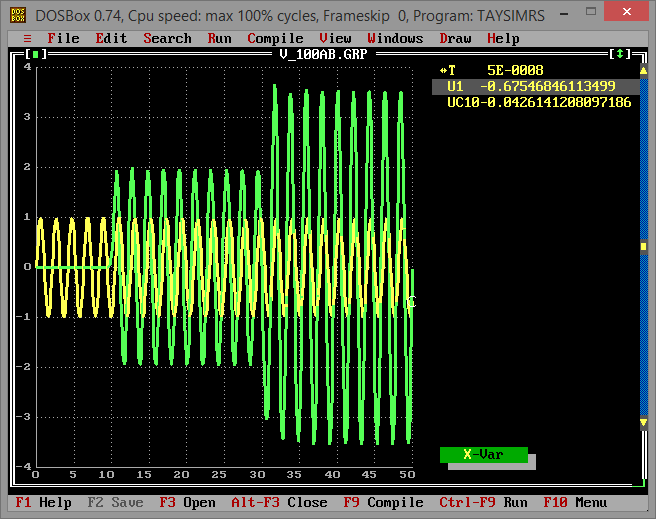 DOS BOX DOSBox 0.74, Cpu speed: max 100% cycles, Frameskip 0, Program: TAYSIMRS
≡ File Edit Search Run Compile View Windows Draw Help
[■] V_100AB.GRP [↕]
↔T 5E-0008
U1 -0.67546846113499
UC10-0.0426141208097186
4
3
2
1
0
-1
-2
-3
-4
0 5 10 15 20 25 30 35 40 45 50
X-Var
F1 Help F2 Save F3 Open Alt-F3 Close F9 Compile Ctrl-F9 Run F10 Menu